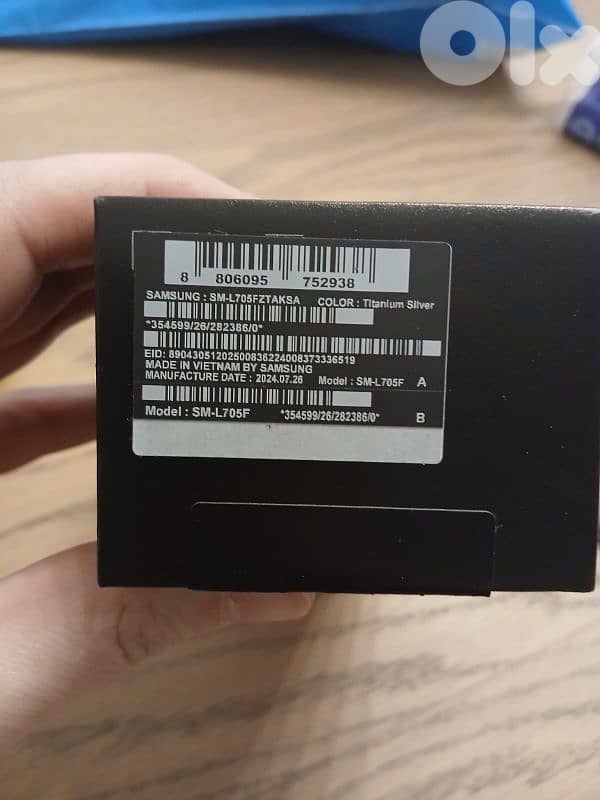 olx
8 806095 752938
SAMSUNG : SM-L705FZTAKSA COLOR : Titanium Silver
*354599/26/282386/0*
EID: 89043051202500836224008373336519
MADE IN VIETNAM BY SAMSUNG
MANUFACTURE DATE : 2024.07.26 Model : SM-L705F A
Model : SM-L705F *354599/26/282386/0* B